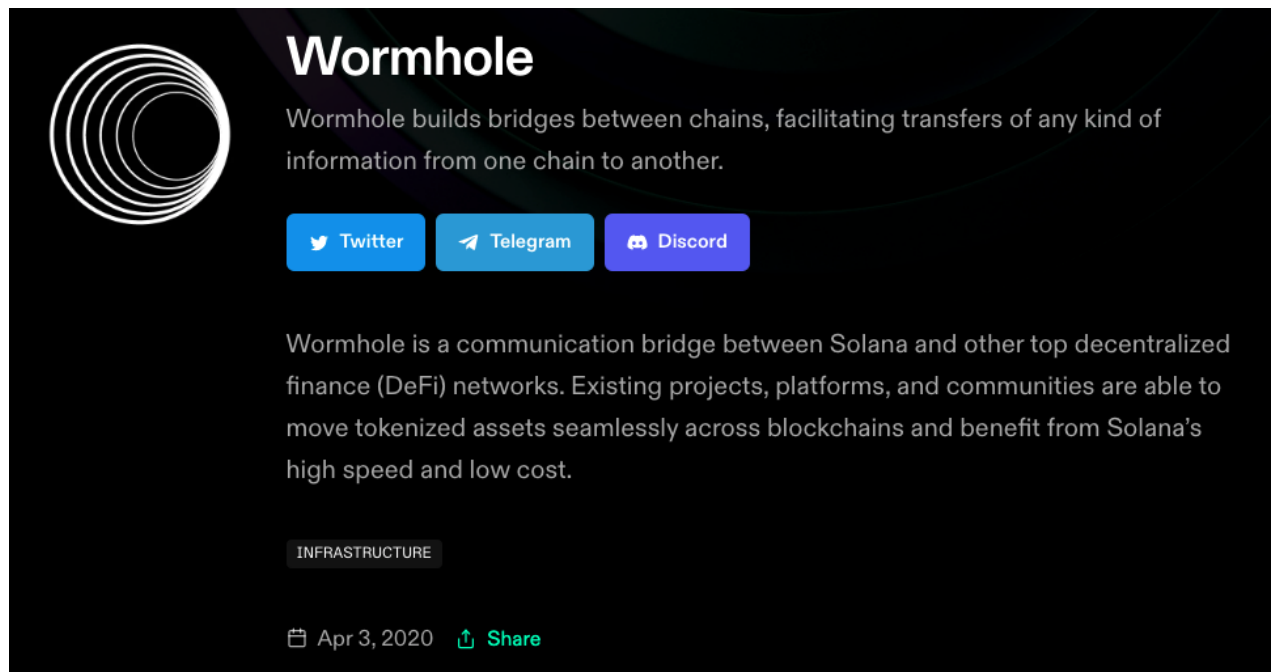 Wormhole
Wormhole builds bridges between chains, facilitating transfers of any kind of
information from one chain to another.
Twitter
Telegram
Discord
Wormhole is a communication bridge between Solana and other top decentralized
finance (DeFi) networks. Existing projects, platforms, and communities are able to
move tokenized assets seamlessly across blockchains and benefit from Solana’s
high speed and low cost.
INFRASTRUCTURE
Apr 3, 2020 Share